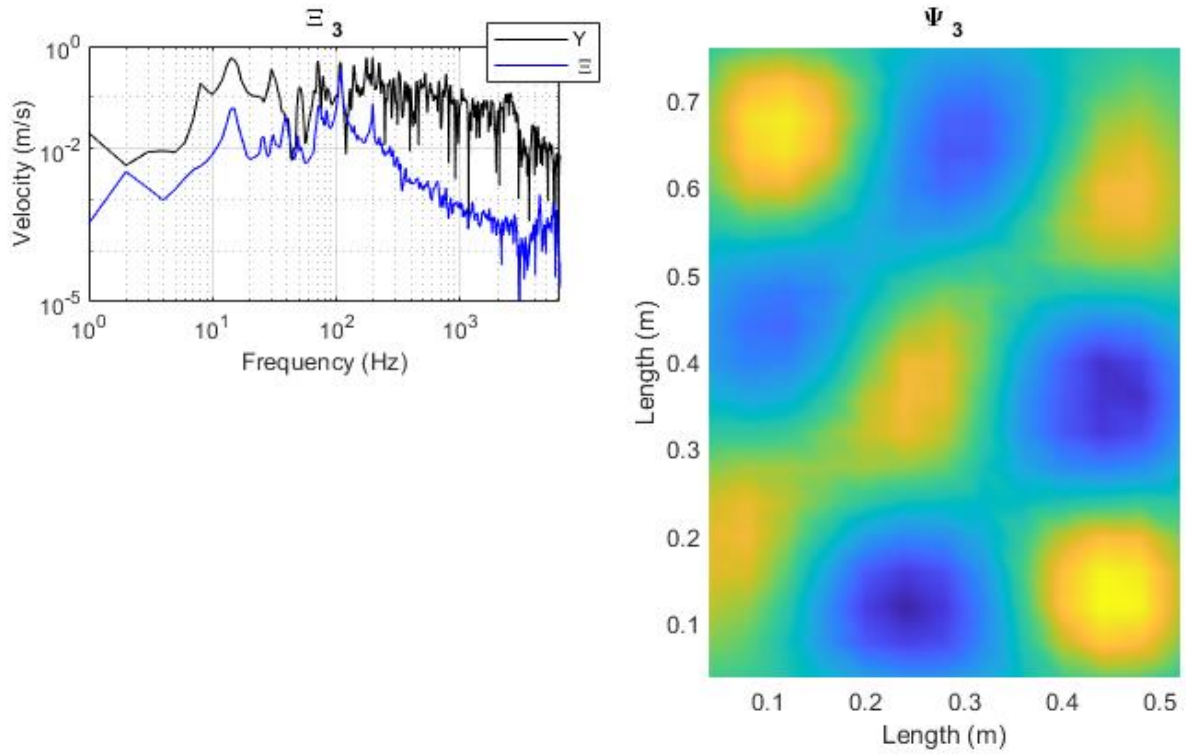 Ξ 3
Y
Ξ
10^0
10^-2
10^-5
Velocity (m/s)
10^0 10^1 10^2 10^3
Frequency (Hz)
Ψ 3
0.7
0.6
0.5
0.4
0.3
0.2
0.1
Length (m)
0.1 0.2 0.3 0.4 0.5
Length (m)